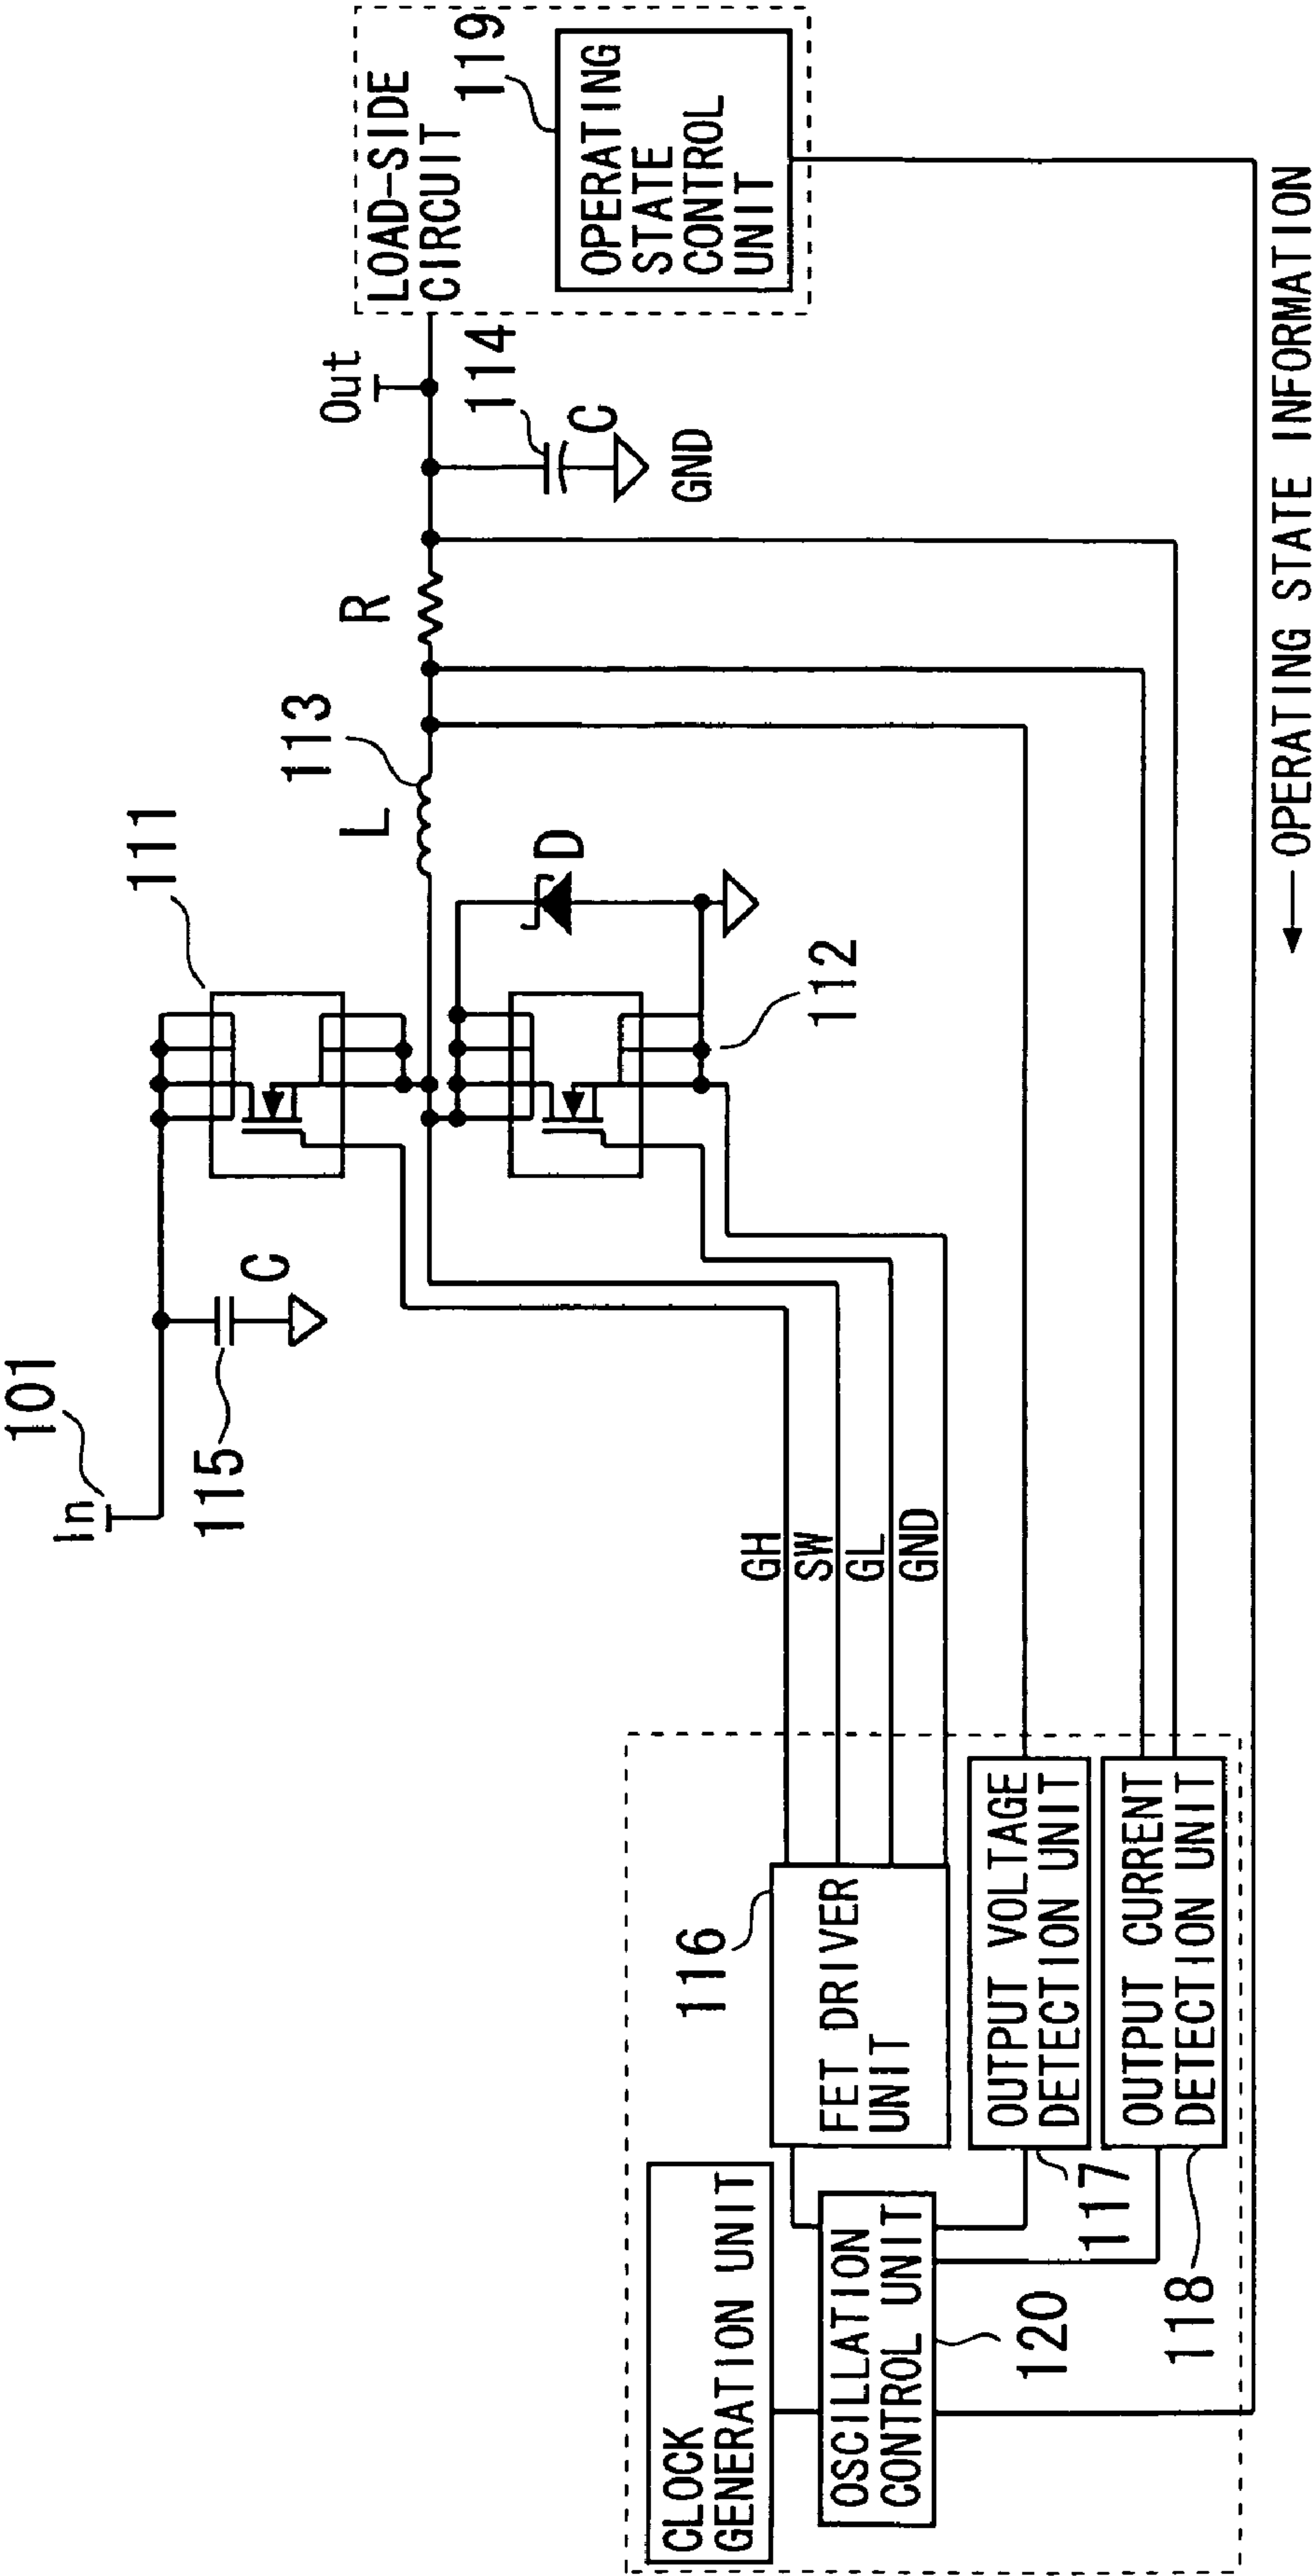 In
101
115
C
111
L
113
R
Out
114
C
GND
LOAD-SIDE
CIRCUIT
119
OPERATING
STATE
CONTROL
UNIT
D
112
GH
SW
GL
GND
116
FET DRIVER
UNIT
CLOCK
GENERATION UNIT
OSCILLATION
CONTROL UNIT
120
OUTPUT VOLTAGE
DETECTION UNIT
117
OUTPUT CURRENT
DETECTION UNIT
118
OPERATING STATE INFORMATION